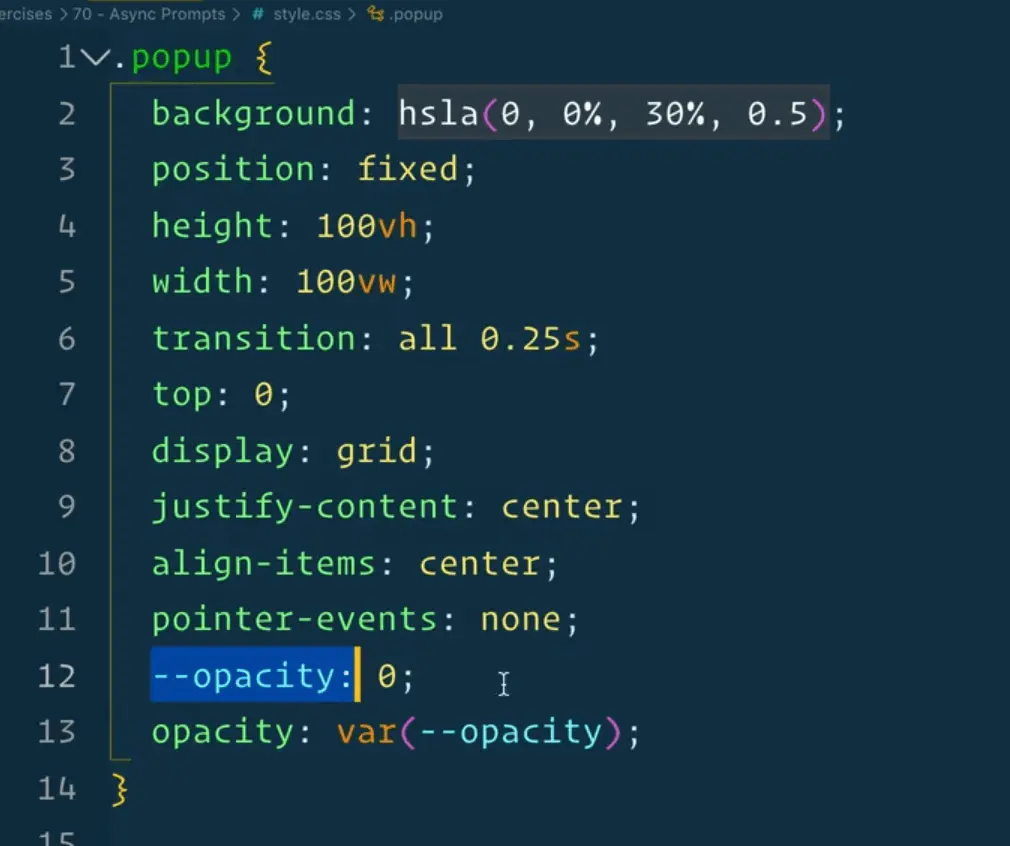 ercises > 70 - Async Prompts > # style.css > .popup
1 .popup {
2 background: hsla(0, 0%, 30%, 0.5);
3 position: fixed;
4 height: 100vh;
5 width: 100vw;
6 transition: all 0.25s;
7 top: 0;
8 display: grid;
9 justify-content: center;
10 align-items: center;
11 pointer-events: none;
12 --opacity: 0;
13 opacity: var(--opacity);
14 }
15